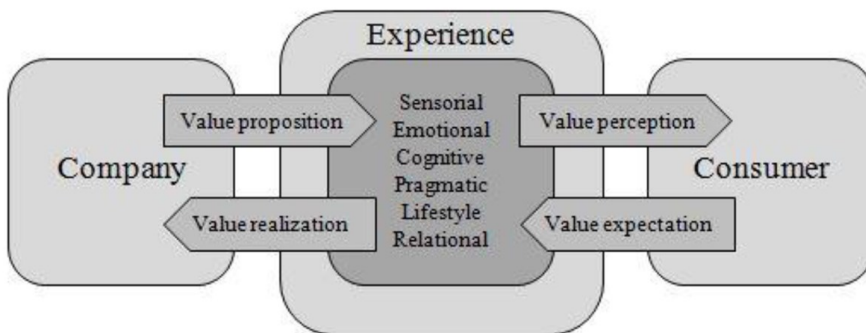 Experience
Company
Value proposition
Value realization
Sensorial
Emotional
Cognitive
Pragmatic
Lifestyle
Relational
Value perception
Value expectation
Consumer